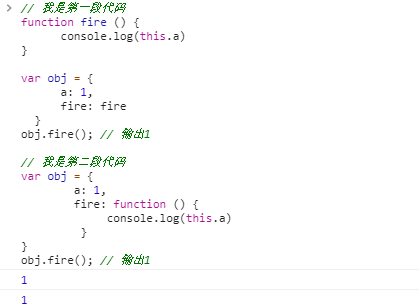 > // 我是第一段代码
function fire () {
console.log(this.a)
}
var obj = {
a: 1,
fire: fire
}
obj.fire(); // 输出1
// 我是第二段代码
var obj = {
a: 1,
fire: function () {
console.log(this.a)
}
}
obj.fire(); // 输出1
1
1